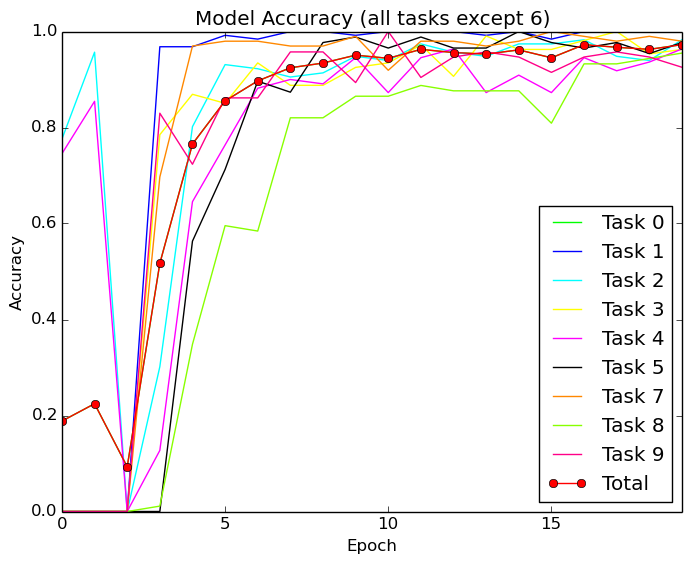 Model Accuracy (all tasks except 6)
1.0
0.8
0.6
0.4
0.2
0.0
Accuracy
0
5
10
15
Epoch
Task 0
Task 1
Task 2
Task 3
Task 4
Task 5
Task 7
Task 8
Task 9
Total